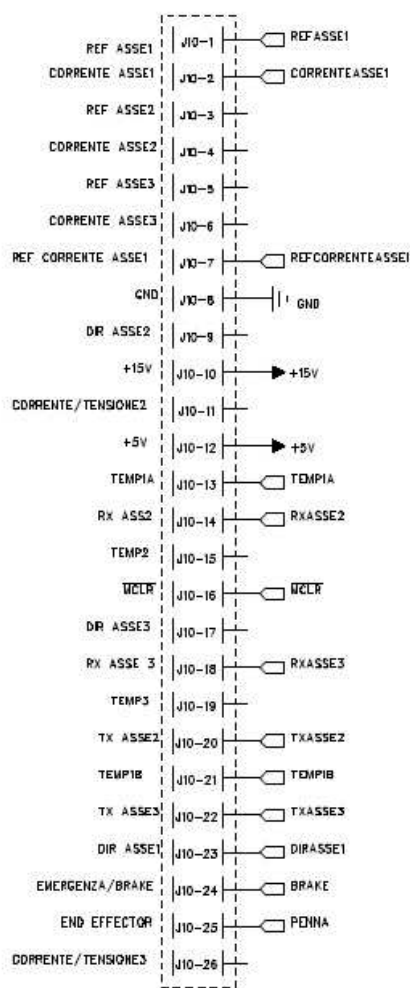 REF ASSE1 J10-1 REFASSE1
CORRENTE ASSE1 J10-2 CORRENTEASSE1
REF ASSE2 J10-3
CORRENTE ASSE2 J10-4
REF ASSE3 J10-5
CORRENTE ASSE3 J10-6
REF CORRENTE ASSE1 J10-7 REFCORRENTEASSE1
GND J10-8 GND
DIR ASSE2 J10-9
+15V J10-10 +15V
CORRENTE/TENSIONE2 J10-11
+5V J10-12 +5V
TEMP1A J10-13 TEMP1A
RX ASS2 J10-14 RXASSE2
TEMP2 J10-15
MCLR J10-16 MCLR
DIR ASSE3 J10-17
RX ASSE 3 J10-18 RXASSE3
TEMP3 J10-19
TX ASSE2 J10-20 TXASSE2
TEMP1B J10-21 TEMP1B
TX ASSE3 J10-22 TXASSE3
DIR ASSE1 J10-23 DIRASSE1
EMERGENZA/BRAKE J10-24 BRAKE
END EFFECTOR J10-25 PENNA
CORRENTE/TENSIONE3 J10-26